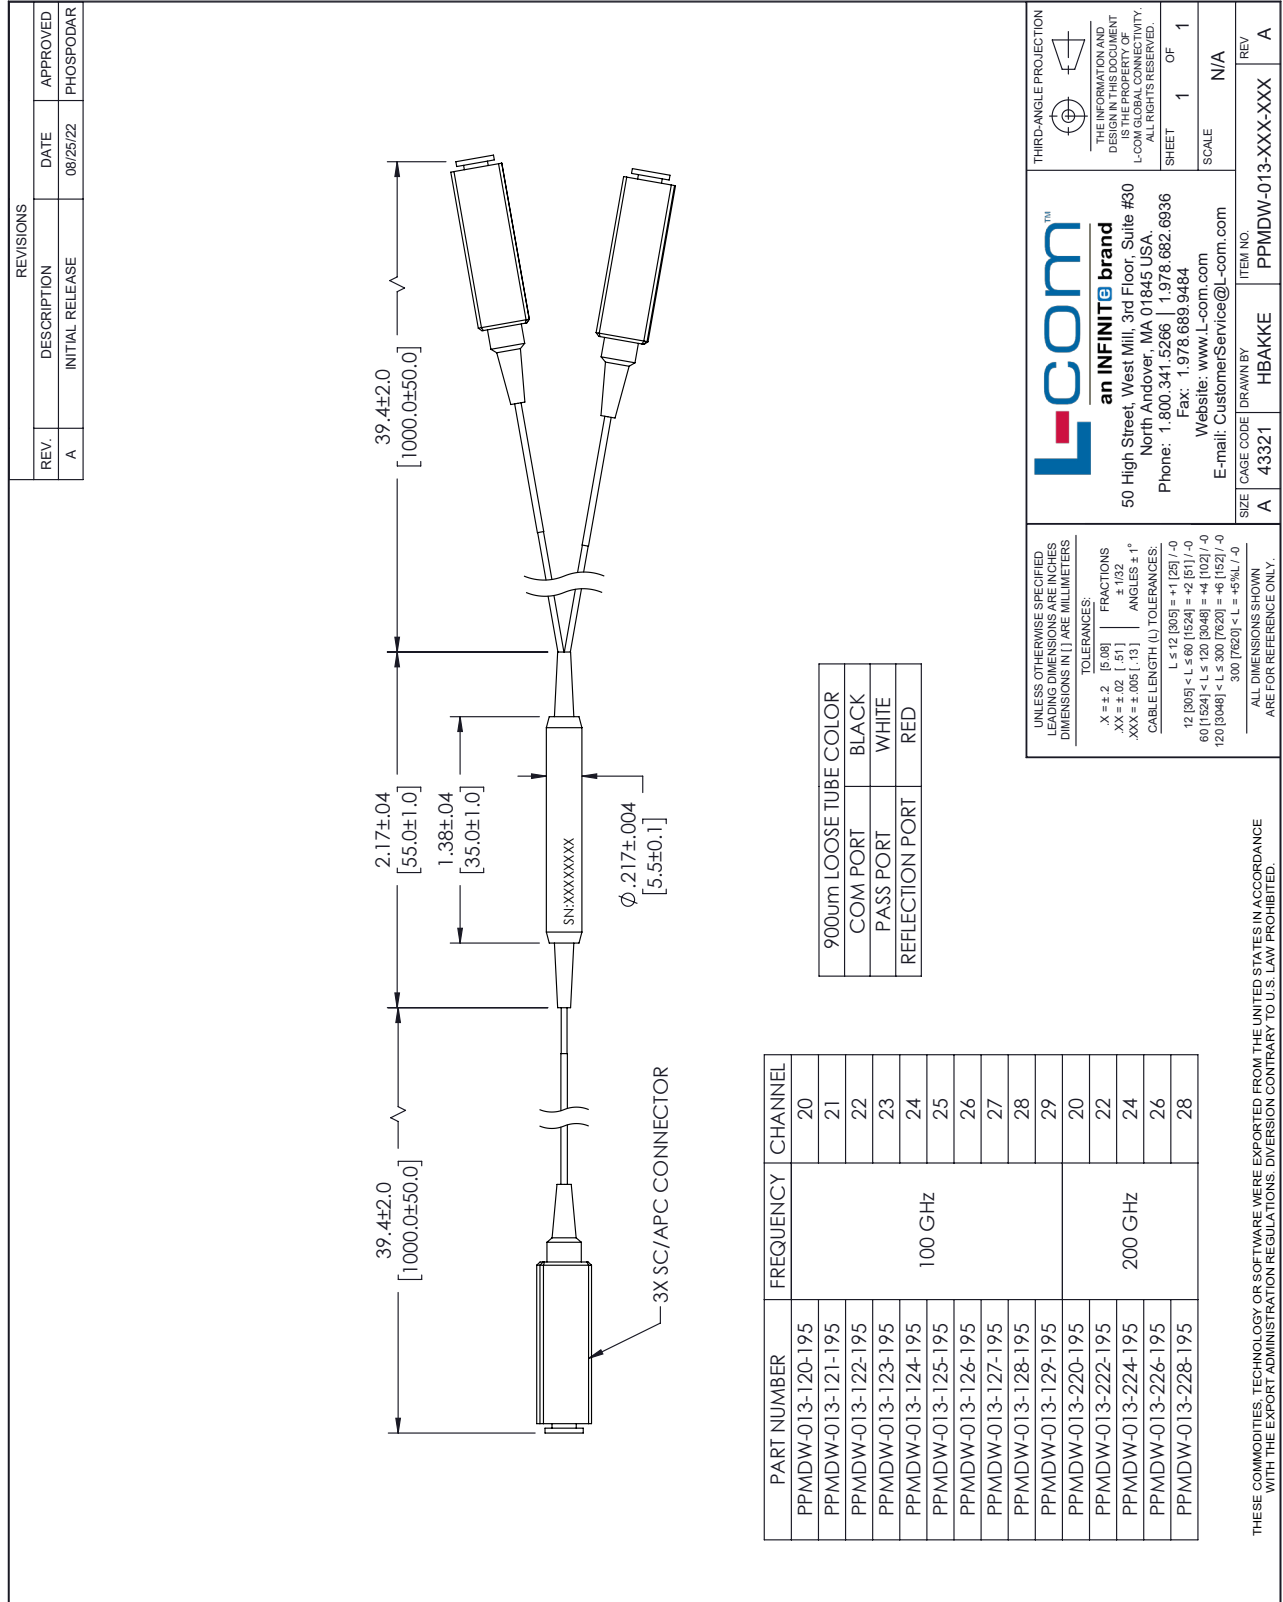 REVISIONS
REV. DESCRIPTION DATE APPROVED
A INITIAL RELEASE 08/25/22 PHOSPODAR
39.4±2.0
[1000.0±50.0]
2.17±.04
[55.0±1.0]
39.4±2.0
[1000.0±50.0]
1.38±.04
[35.0±1.0]
SN:XXXXXXXX
Ø.217±.004
[5.5±0.1]
3X SC/APC CONNECTOR
PART NUMBER FREQUENCY CHANNEL
PPMDW-013-120-195 20
PPMDW-013-121-195 21
PPMDW-013-122-195 22
PPMDW-013-123-195 23
PPMDW-013-124-195 24
100 GHz
PPMDW-013-125-195 25
PPMDW-013-126-195 26
PPMDW-013-127-195 27
PPMDW-013-128-195 28
PPMDW-013-129-195 29
PPMDW-013-220-195 20
PPMDW-013-222-195 22
PPMDW-013-224-195 200 GHz 24
PPMDW-013-226-195 26
PPMDW-013-228-195 28
900um LOOSE TUBE COLOR
COM PORT BLACK
PASS PORT WHITE
REFLECTION PORT RED
UNLESS OTHERWISE SPECIFIED
LEADING DIMENSIONS ARE INCHES
DIMENSIONS IN [ ] ARE MILLIMETERS
TOLERANCES:
.X = ± .2 [5.08] FRACTIONS
.XX = ± .02 [ .51] ± 1/32
.XXX = ± .005 [ .13] ANGLES ± 1°
CABLE LENGTH (L) TOLERANCES:
L ≤ 12 [305] = +1 [25] / -0
12 [305] < L ≤ 60 [1524] = +2 [51] / -0
60 [1524] < L ≤ 120 [3048] = +4 [102] / -0
120 [3048] < L ≤ 300 [7620] = +6 [152] / -0
300 [7620] < L = +5%L / -0
ALL DIMENSIONS SHOWN
ARE FOR REFERENCE ONLY.
L-com™
an INFINIT@ brand
50 High Street, West Mill, 3rd Floor, Suite #30
North Andover, MA 01845 USA.
Phone: 1.800.341.5266 | 1.978.682.6936
Fax: 1.978.689.9484
Website: www.L-com.com
E-mail: CustomerService@L-com.com
THIRD-ANGLE PROJECTION
THE INFORMATION AND
DESIGN IN THIS DOCUMENT
IS THE PROPERTY OF
L-COM GLOBAL CONNECTIVITY.
ALL RIGHTS RESERVED.
SHEET 1 OF 1
SCALE N/A
SIZE A
CAGE CODE 43321
DRAWN BY HBAKKE
ITEM NO. PPMDW-013-XXX-XXX
REV A
THESE COMMODITIES, TECHNOLOGY OR SOFTWARE WERE EXPORTED FROM THE UNITED STATES IN ACCORDANCE
WITH THE EXPORT ADMINISTRATION REGULATIONS. DIVERSION CONTRARY TO U.S. LAW PROHIBITED.